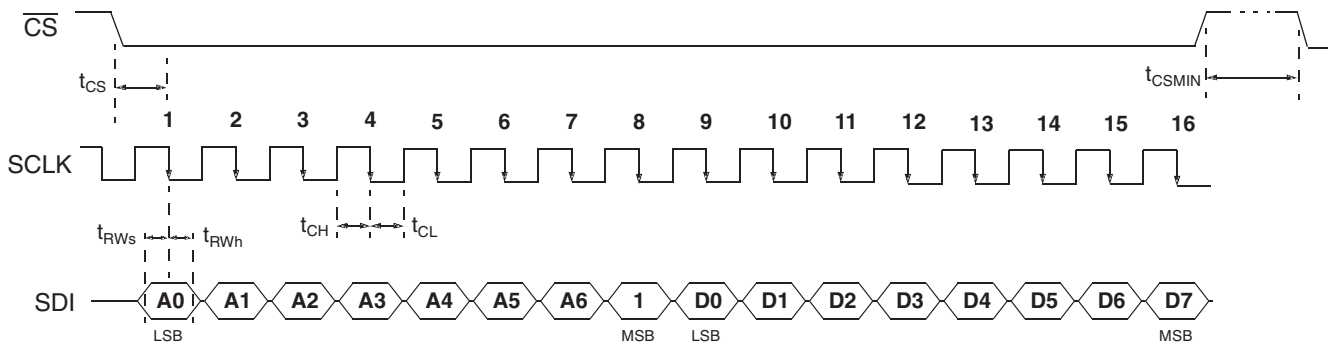 CS
tCS
tCSMIN
1 2 3 4 5 6 7 8 9 10 11 12 13 14 15 16
SCLK
tRWs tRWh tCH tCL
SDI A0 A1 A2 A3 A4 A5 A6 1 D0 D1 D2 D3 D4 D5 D6 D7
LSB MSB LSB MSB